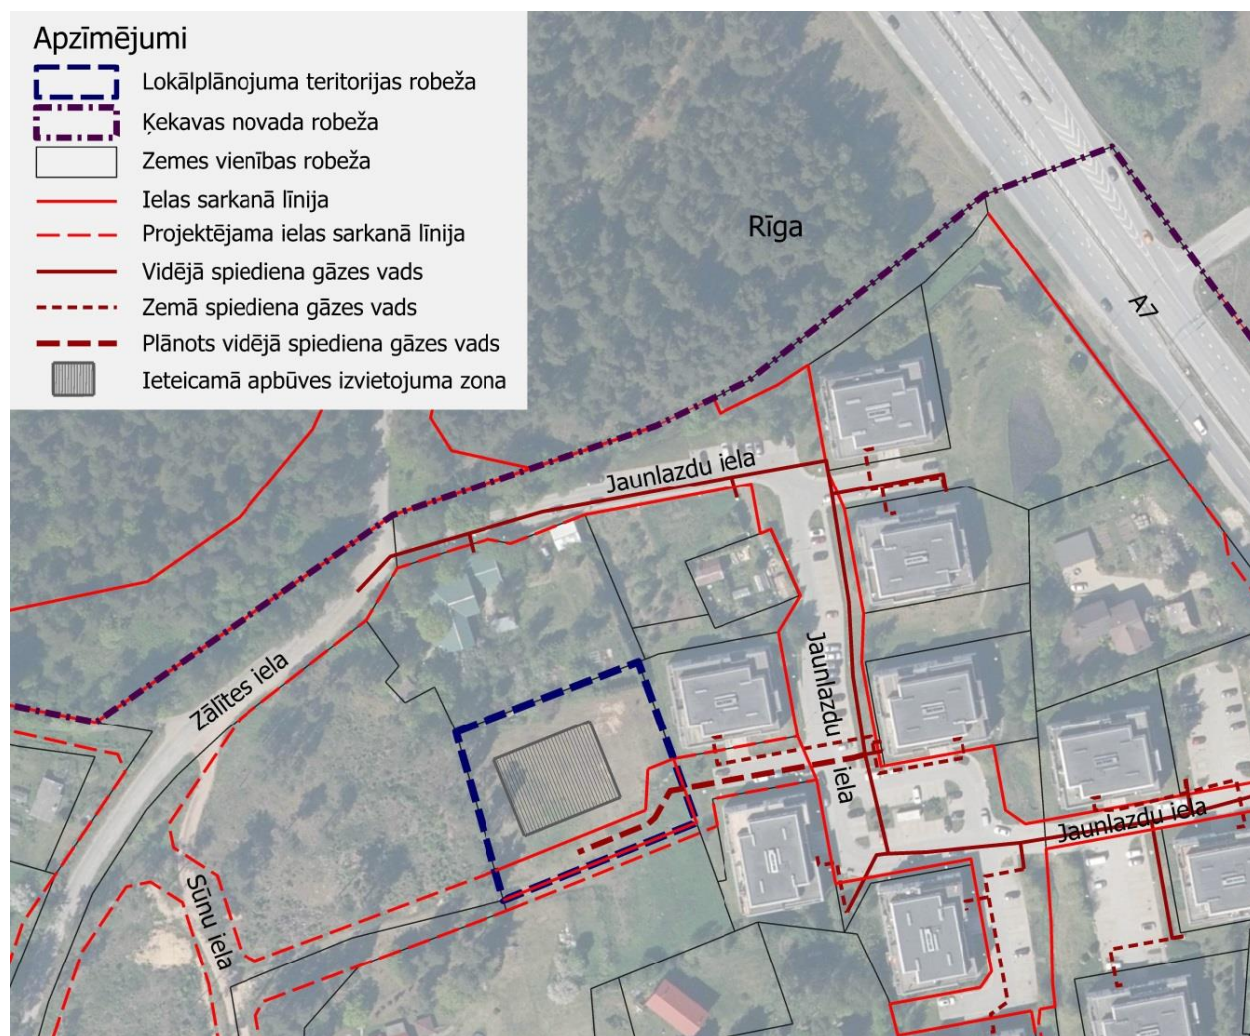 Apzīmējumi
Lokālplānojuma teritorijas robeža
Ķekavas novada robeža
Zemes vienības robeža
Ielas sarkanā līnija
Projektējama ielas sarkanā līnija
Vidējā spiediena gāzes vads
Zemā spiediena gāzes vads
Plānots vidējā spiediena gāzes vads
Ieteicamā apbūves izvietojuma zona
Rīga
A7
Jaunlazdu iela
Zālītes iela
Jaunlazdu
iela
Jaunlazdu iela
Sūnu iela